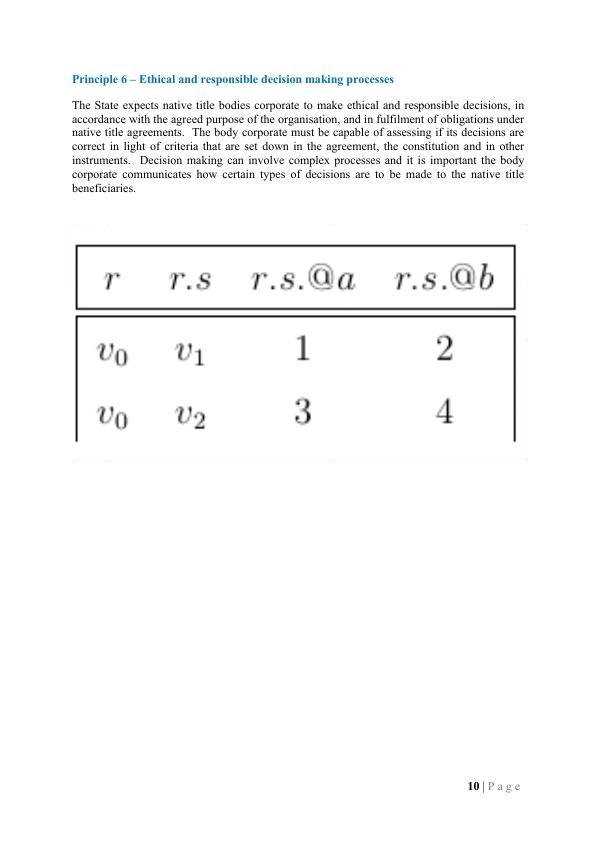 Principle 6 – Ethical and responsible decision making processes
The State expects native title bodies corporate to make ethical and responsible decisions, in
accordance with the agreed purpose of the organisation, and in fulfilment of obligations under
native title agreements.  The body corporate must be capable of assessing if its decisions are
correct in light of criteria that are set down in the agreement, the constitution and in other
instruments.  Decision making can involve complex processes and it is important the body
corporate communicates how certain types of decisions are to be made to the native title
beneficiaries.
r r.s r.s.@a r.s.@b
v0 v1 1 2
v0 v2 3 4
10 | P a g e